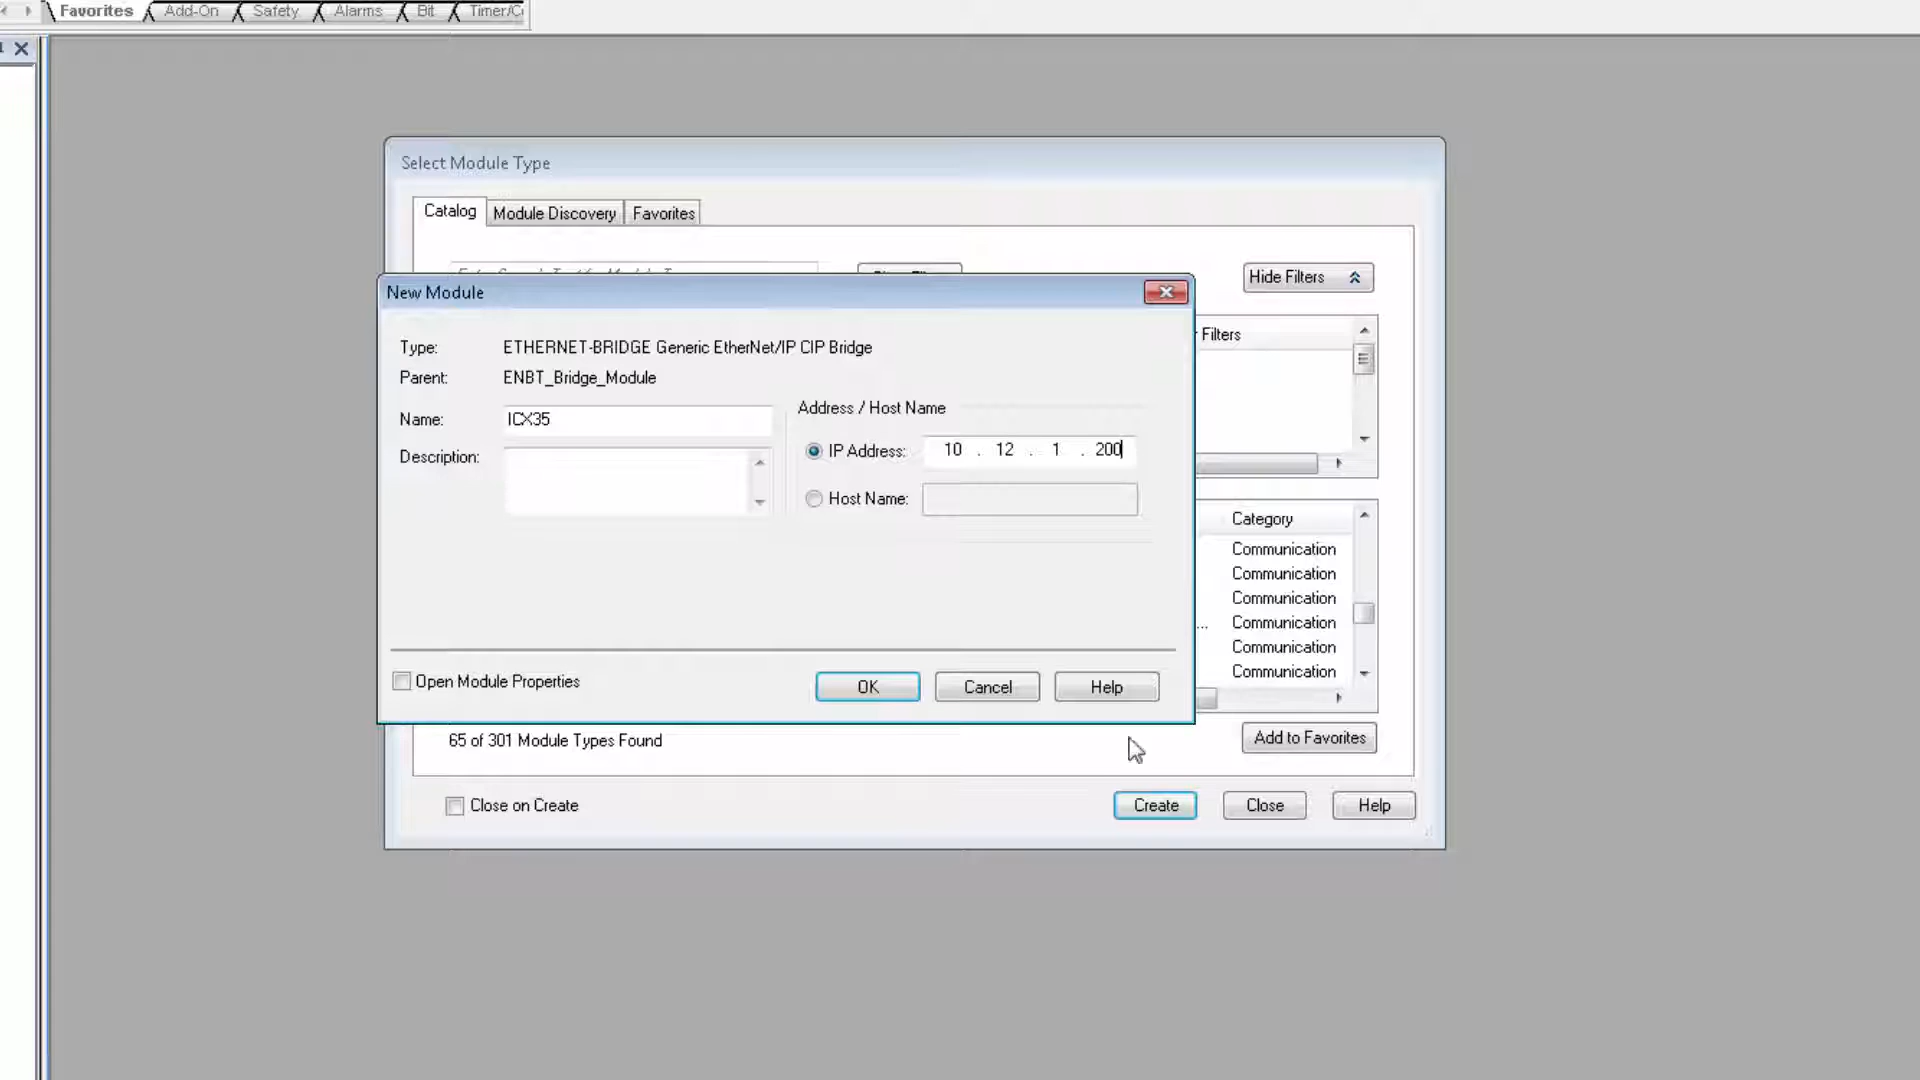 Favorites Add-On Safety Alarms Bit Timer/C
Select Module Type
Catalog Module Discovery Favorites
Hide Filters
New Module
Filters
Type: ETHERNET-BRIDGE Generic EtherNet/IP CIP Bridge
Parent: ENBT_Bridge_Module
Address / Host Name
Name: ICX35
IP Address: 10 . 12 . 1 . 200
Description:
Host Name:
Category
Communication
Communication
Communication
... Communication
Communication
Communication
Open Module Properties
OK Cancel Help
65 of 301 Module Types Found
Add to Favorites
Close on Create
Create Close Help